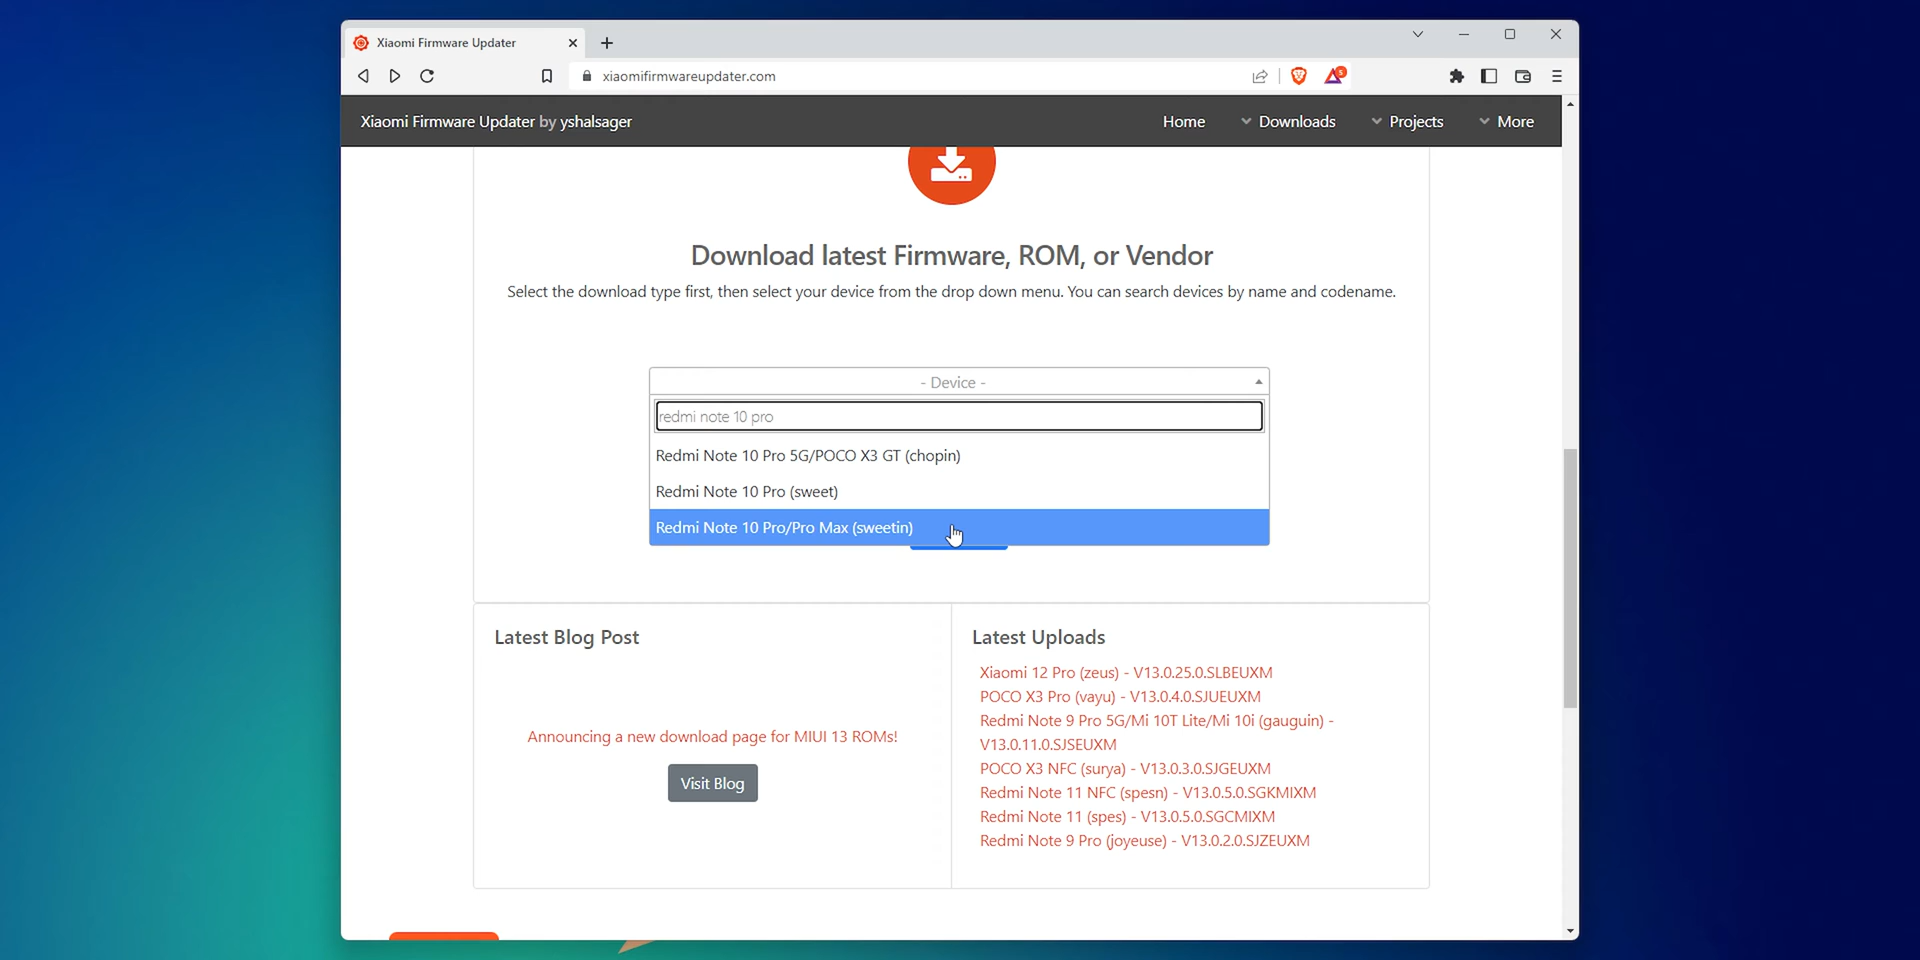 Xiaomi Firmware Updater
xiaomifirmwareupdater.com
5
Xiaomi Firmware Updater by yshalsager
Home
Downloads
Projects
More
Download latest Firmware, ROM, or Vendor
Select the download type first, then select your device from the drop down menu. You can search devices by name and codename.
- Device -
redmi note 10 pro
Redmi Note 10 Pro 5G/POCO X3 GT (chopin)
Redmi Note 10 Pro (sweet)
Redmi Note 10 Pro/Pro Max (sweetin)
Latest Blog Post
Announcing a new download page for MIUI 13 ROMs!
Visit Blog
Latest Uploads
Xiaomi 12 Pro (zeus) - V13.0.25.0.SLBEUXM
POCO X3 Pro (vayu) - V13.0.4.0.SJUEUXM
Redmi Note 9 Pro 5G/Mi 10T Lite/Mi 10i (gauguin) -
V13.0.11.0.SJSEUXM
POCO X3 NFC (surya) - V13.0.3.0.SJGEUXM
Redmi Note 11 NFC (spesn) - V13.0.5.0.SGKMIXM
Redmi Note 11 (spes) - V13.0.5.0.SGCMIXM
Redmi Note 9 Pro (joyeuse) - V13.0.2.0.SJZEUXM